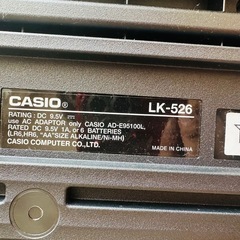 CASIO® LK-526
RATING : DC 9.5V ⎓
use AC ADAPTOR only CASIO AD-E95100L,
RATED DC 9.5V 1A, or 6 BATTERIES
(LR6,HR6, "AA"SIZE ALKALINE/Ni-MH)
CASIO COMPUTER CO.,LTD. MADE IN CHINA